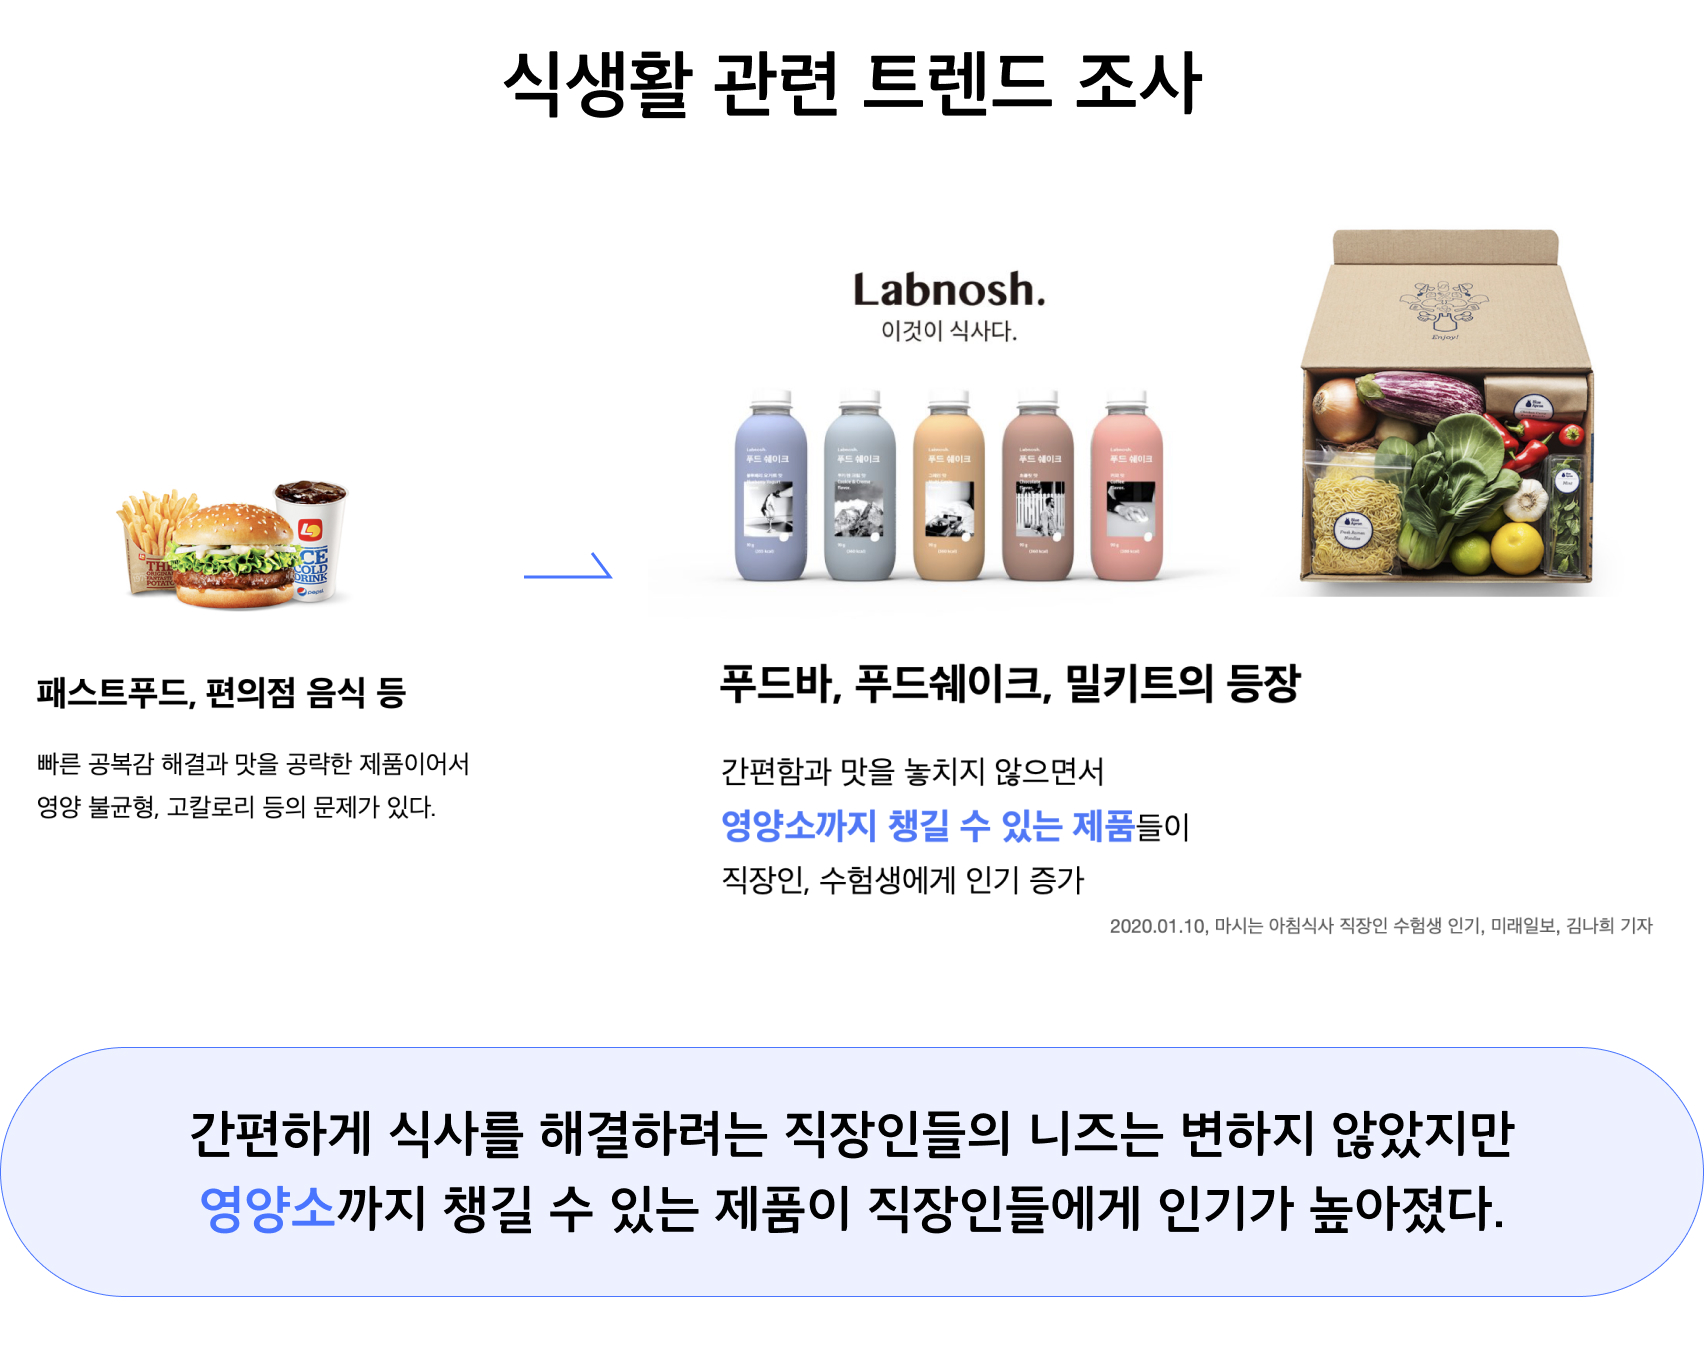 식생활 관련 트렌드 조사
Labnosh.
이것이 식사다.
Enjoy!
푸드 쉐이크
푸드 쉐이크
푸드 쉐이크
푸드 쉐이크
푸드 쉐이크
ICE
COLD
DRINK
pepsi
패스트푸드, 편의점 음식 등
빠른 공복감 해결과 맛을 공략한 제품이어서
영양 불균형, 고칼로리 등의 문제가 있다.
푸드바, 푸드쉐이크, 밀키트의 등장
간편함과 맛을 놓치지 않으면서
영양소까지 챙길 수 있는 제품들이
직장인, 수험생에게 인기 증가
2020.01.10, 마시는 아침식사 직장인 수험생 인기, 미래일보, 김나희 기자
간편하게 식사를 해결하려는 직장인들의 니즈는 변하지 않았지만
영양소까지 챙길 수 있는 제품이 직장인들에게 인기가 높아졌다.